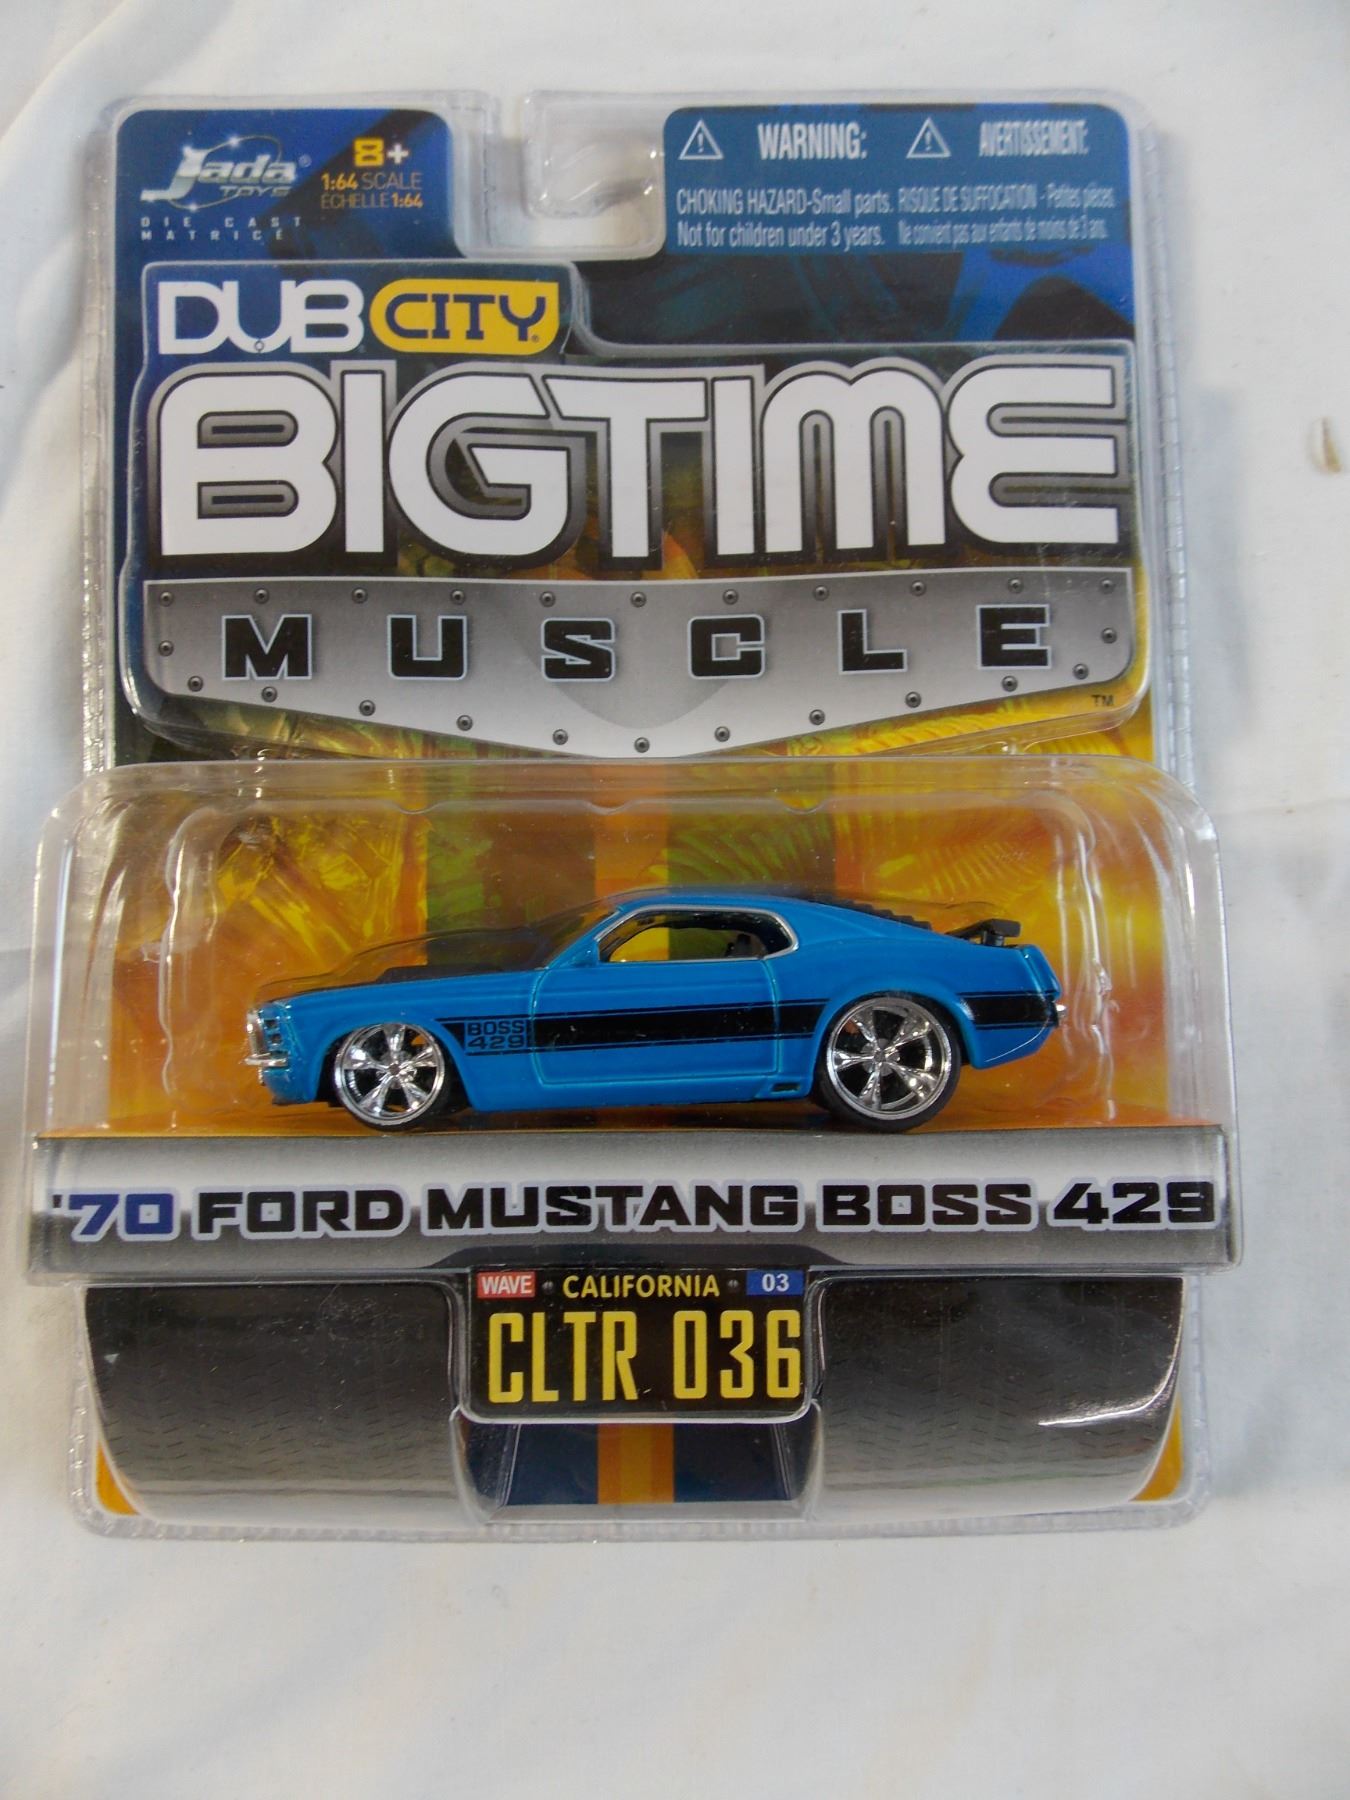 Jada®
TOYS
DIE CAST
MATRICÉ
8+
1:64 SCALE
ÉCHELLE 1:64
WARNING:
CHOKING HAZARD-Small parts.
Not for children under 3 years.
AVERTISSEMENT:
RISQUE DE SUFFOCATION - Petites pièces.
Ne convient pas aux enfants de moins de 3 ans.
DUB CITY®
BIGTIME
MUSCLE
TM
BOSS
429
'70 FORD MUSTANG BOSS 429
WAVE CALIFORNIA 03
CLTR 036